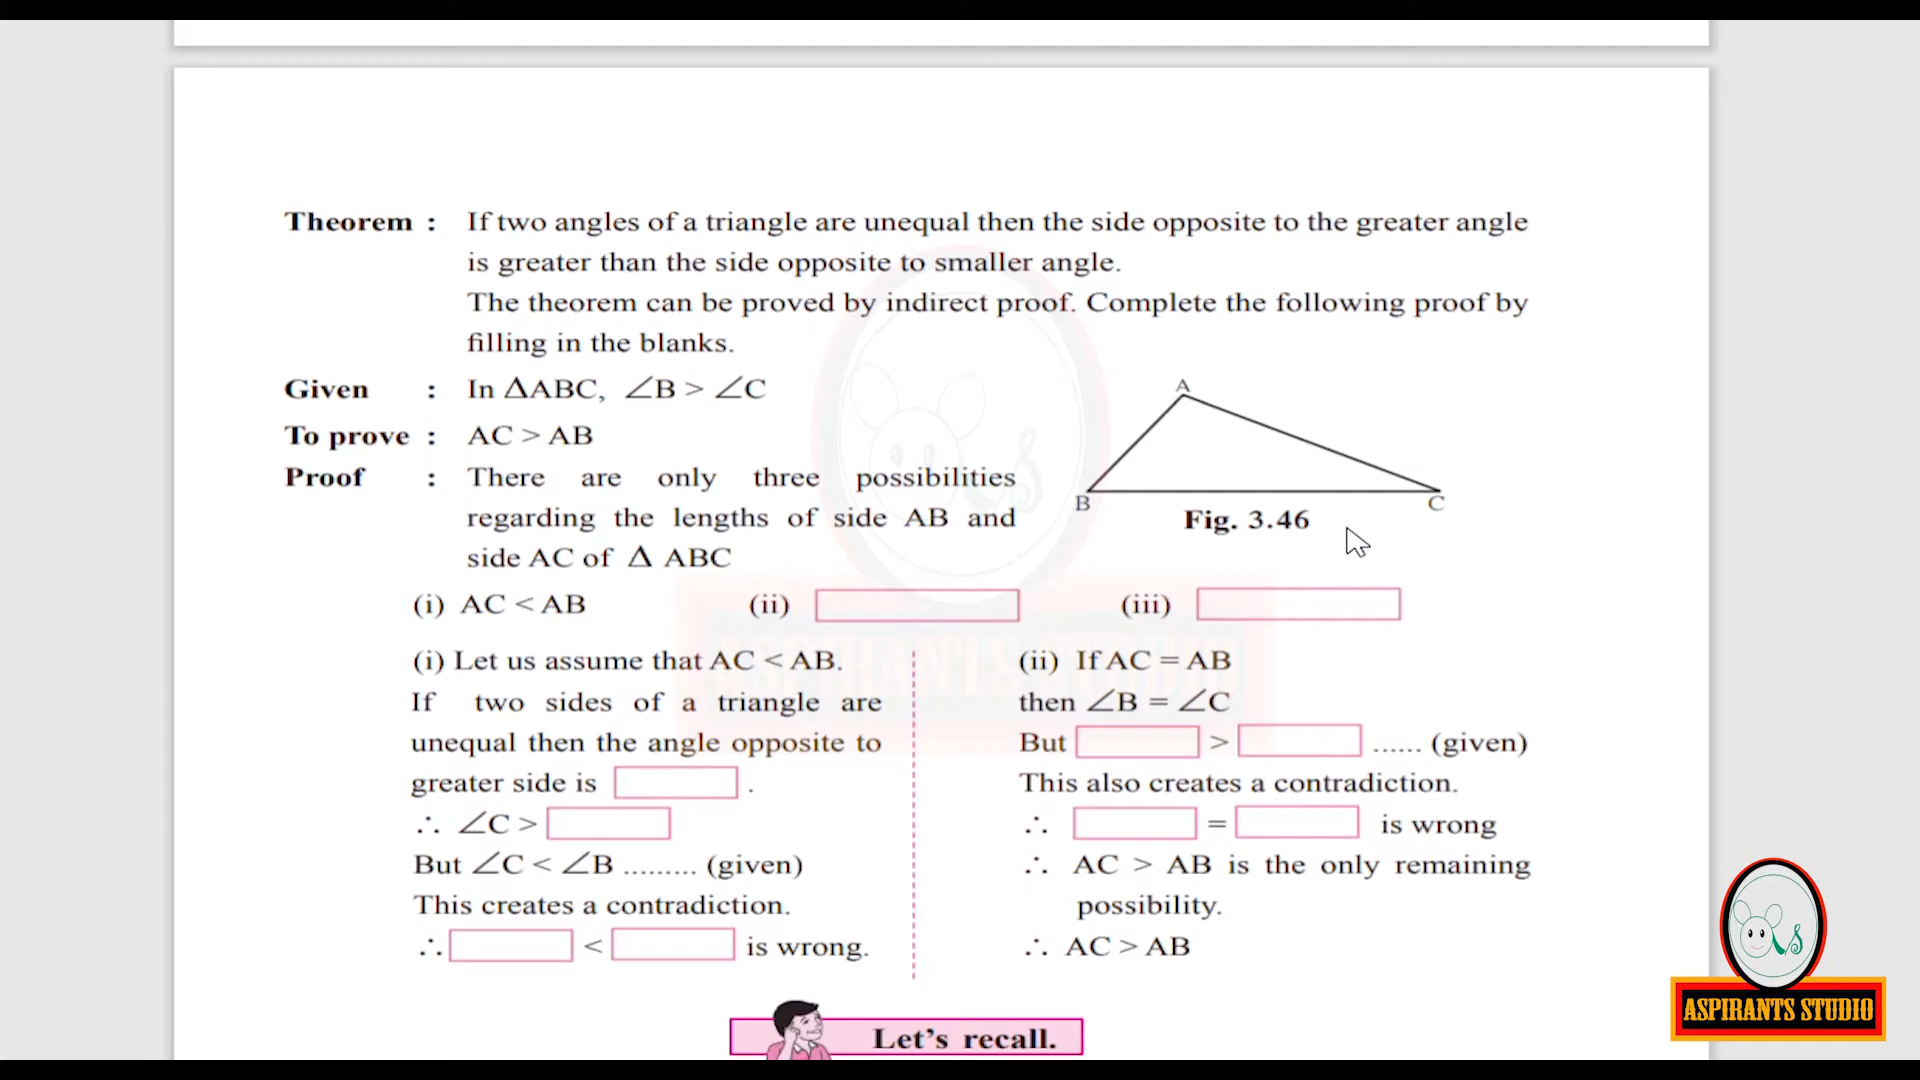 Theorem : If two angles of a triangle are unequal then the side opposite to the greater angle
is greater than the side opposite to smaller angle.
The theorem can be proved by indirect proof. Complete the following proof by
filling in the blanks.
Given : In ΔABC, ∠B > ∠C
To prove : AC > AB
Proof : There are only three possibilities
regarding the lengths of side AB and
side AC of Δ ABC
A
B
C
Fig. 3.46
(i) AC < AB (ii) (iii)
(i) Let us assume that AC < AB.
If two sides of a triangle are
unequal then the angle opposite to
greater side is .
∴ ∠C >
But ∠C < ∠B ......... (given)
This creates a contradiction.
∴ < is wrong.
(ii) If AC = AB
then ∠B = ∠C
But > ...... (given)
This also creates a contradiction.
∴ = is wrong
∴ AC > AB is the only remaining
possibility.
∴ AC > AB
Let's recall.
ASPIRANTS STUDIO
ASPIRANTS STUDIO